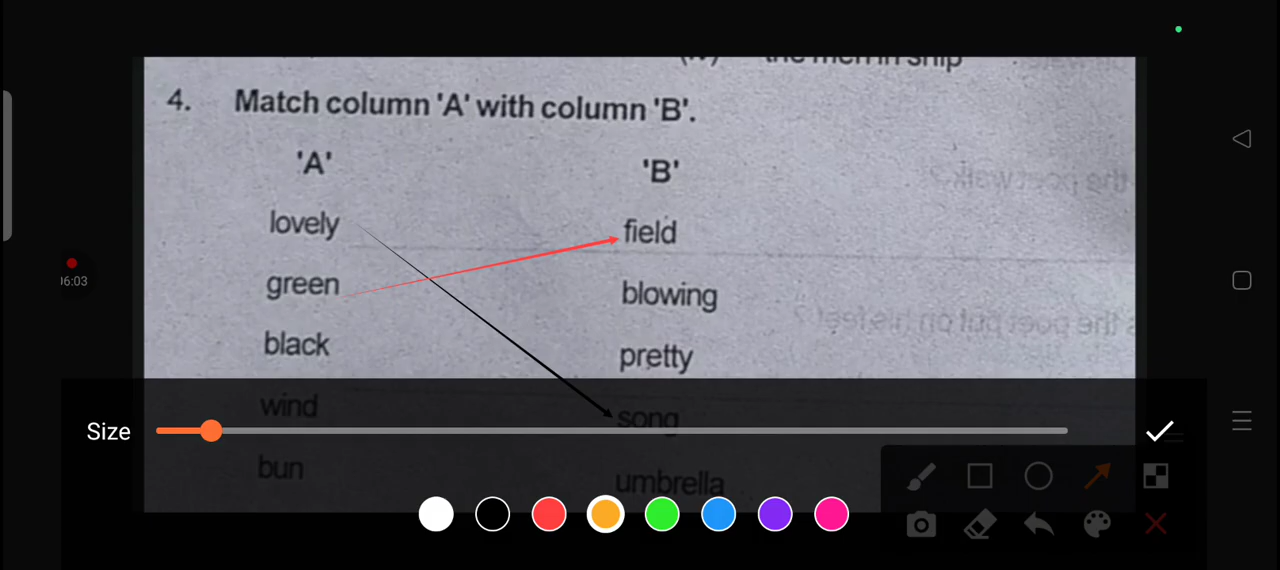 4. Match column 'A' with column 'B'.
'A' 'B'
lovely field
green blowing
black pretty
wind song
bun umbrella
Size